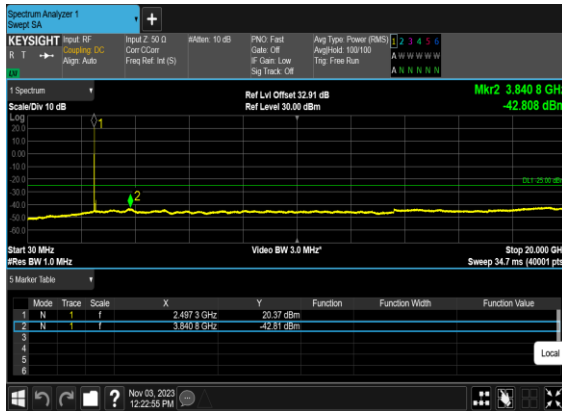 Spectrum Analyzer 1
Swept SA
+
KEYSIGHT Input: RF Input Z: 50 Ω #Atten: 10 dB PNO: Fast Avg Type: Power (RMS) 1 2 3 4 5 6
R T Coupling: DC Corr CCorr Gate: Off Avg|Hold: 100/100 A W W W W W
Align: Auto Freq Ref: Int (S) IF Gain: Low Trig: Free Run
LXI Sig Track: Off A N N N N N
1 Spectrum Ref Lvl Offset 32.91 dB Mkr2 3.840 8 GHz
Scale/Div 10 dB Ref Level 30.00 dBm -42.808 dBm
Log
1
20.0
10.0
0.00
-10.0
-20.0 DL1 -25.00 dBm
-30.0
2
-40.0
-50.0
-60.0
Start 30 MHz Video BW 3.0 MHz* Stop 20.000 GHz
#Res BW 1.0 MHz Sweep 34.7 ms (40001 pts)
5 Marker Table
Mode Trace Scale X Y Function Function Width Function Value
1 N 1 f 2.497 3 GHz 20.37 dBm
2 N 1 f 3.840 8 GHz -42.81 dBm
3
4
5
6
Local
? Nov 03, 2023
12:22:55 PM